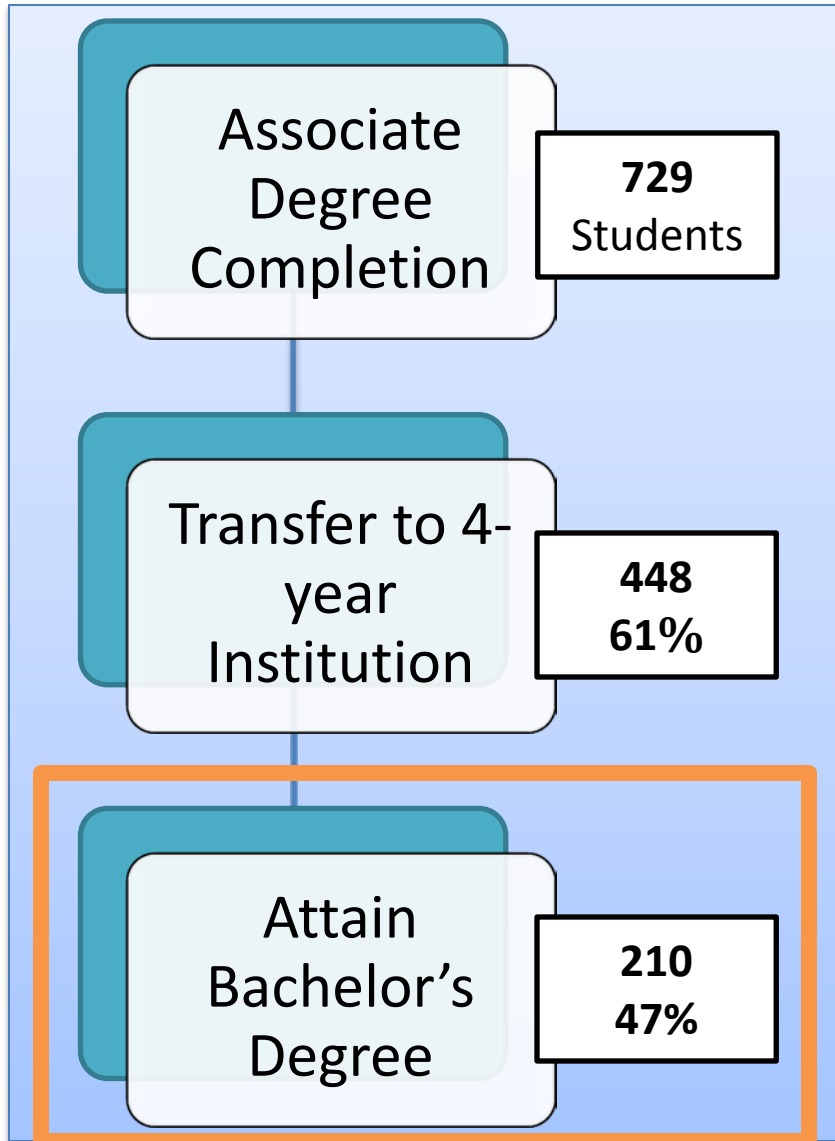 Associate
Degree
Completion
729
Students
Transfer to 4-
year
Institution
448
61%
Attain
Bachelor’s
Degree
210
47%